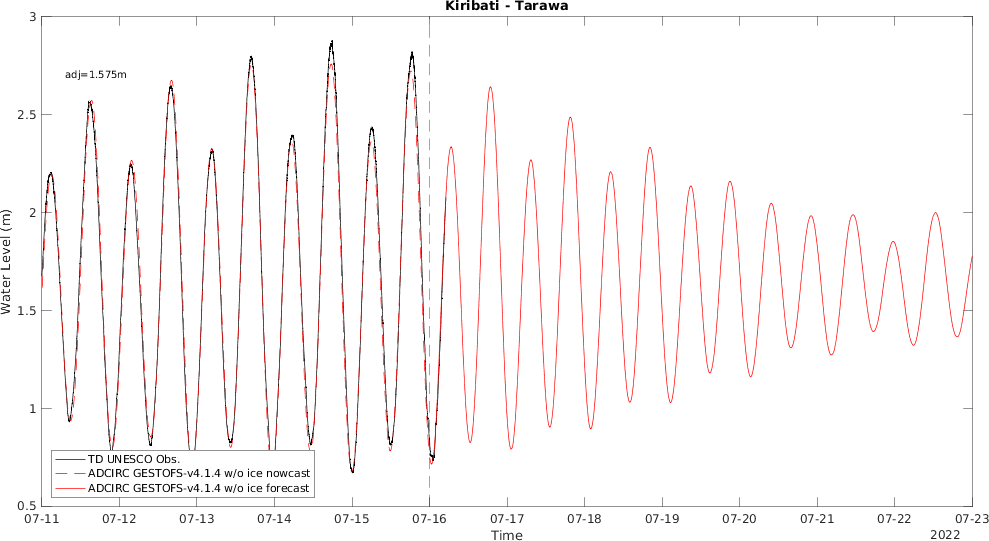 Kiribati - Tarawa
adj=1.575m
Water Level (m)
3
2.5
2
1.5
1
0.5
TD UNESCO Obs.
ADCIRC GESTOFS-v4.1.4 w/o ice nowcast
ADCIRC GESTOFS-v4.1.4 w/o ice forecast
07-11 07-12 07-13 07-14 07-15 07-16 07-17 07-18 07-19 07-20 07-21 07-22 07-23
Time
2022